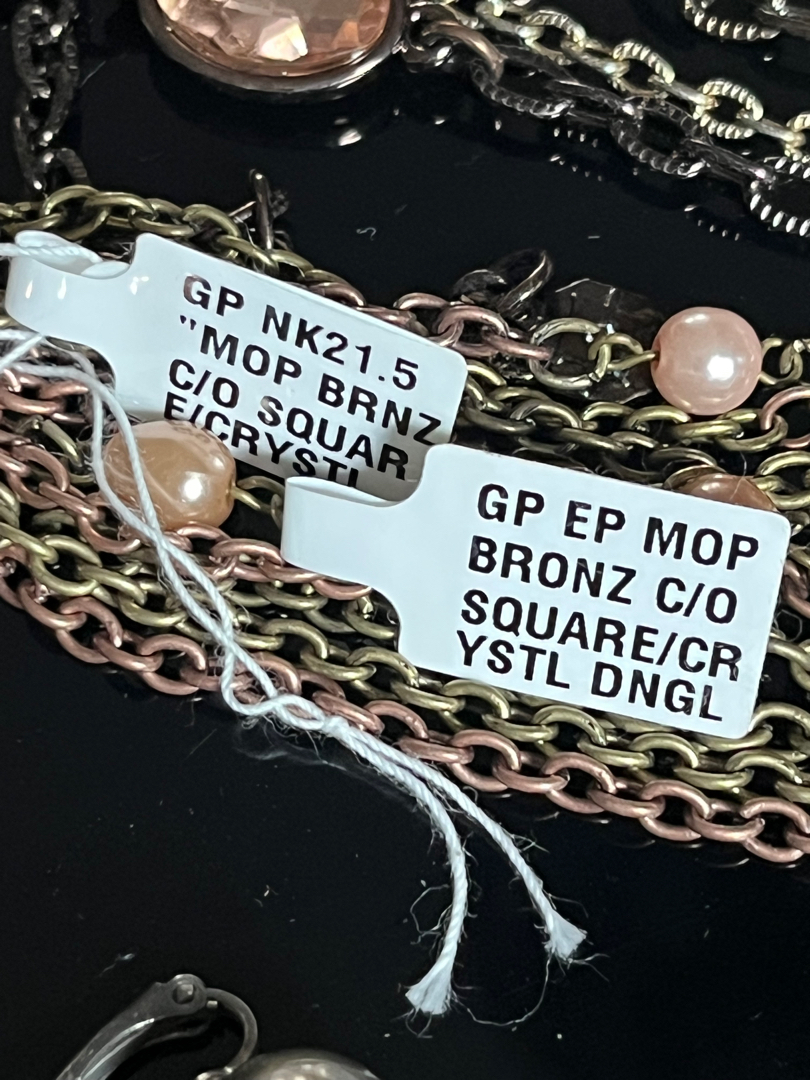 GP NK21.5
"MOP BRNZ
C/O SQUAR
E/CRYSTL
GP EP MOP
BRONZ C/O
SQUARE/CR
YSTL DNGL